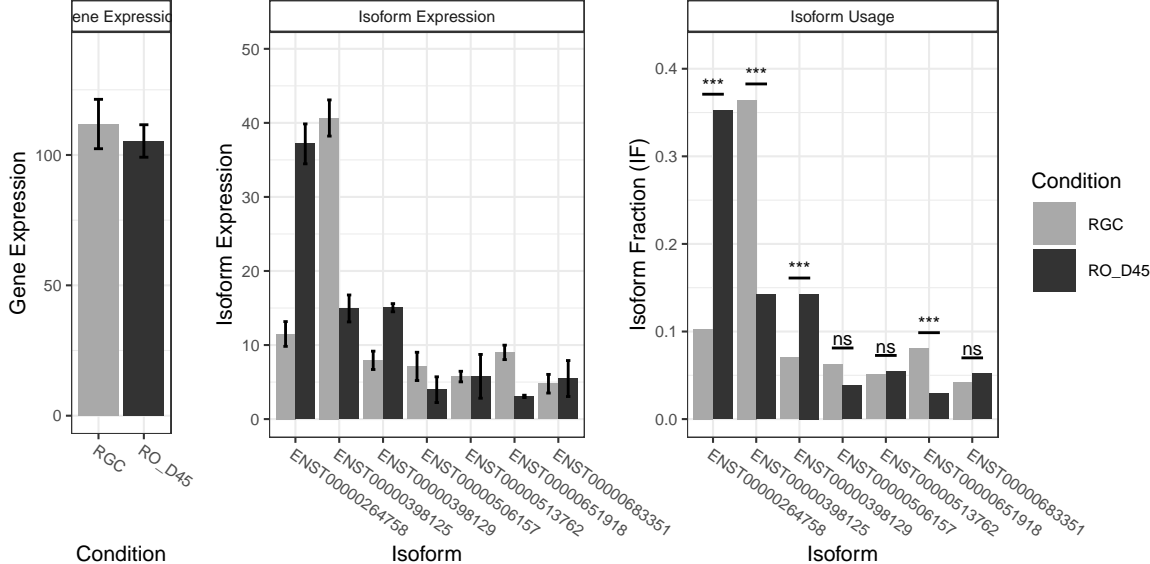 ene Expressio
Gene Expression
100
50
0
RGC
RO_D45
Condition
Isoform Expression
Isoform Expression
50
40
30
20
10
0
ENST00000264758
ENST00000398125
ENST00000398129
ENST00000506157
ENST00000513762
ENST00000651918
ENST00000683351
Isoform
Isoform Usage
Isoform Fraction (IF)
0.4
0.3
0.2
0.1
0.0
***
***
***
ns
ns
***
ns
ENST00000264758
ENST00000398125
ENST00000398129
ENST00000506157
ENST00000513762
ENST00000651918
ENST00000683351
Isoform
Condition
RGC
RO_D45